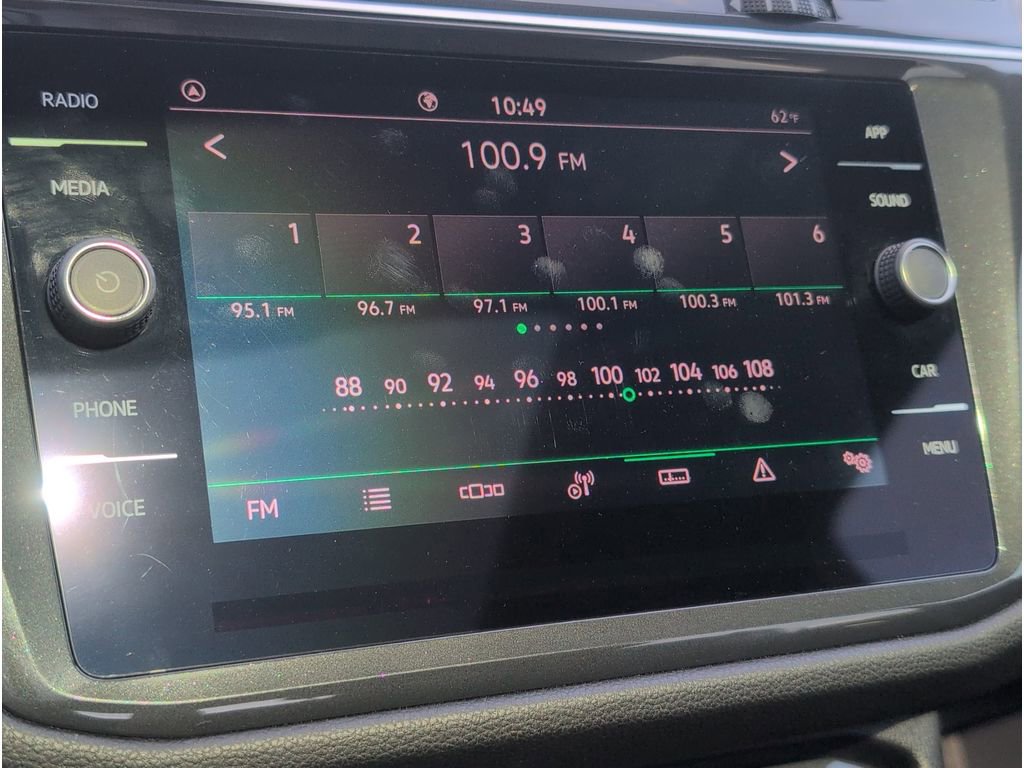 RADIO
MEDIA
PHONE
VOICE
10:49
62°F
100.9 FM
1 2 3 4 5 6
95.1 FM 96.7 FM 97.1 FM 100.1 FM 100.3 FM 101.3 FM
88 90 92 94 96 98 100 102 104 106 108
FM
APP
SOUND
CAR
MENU